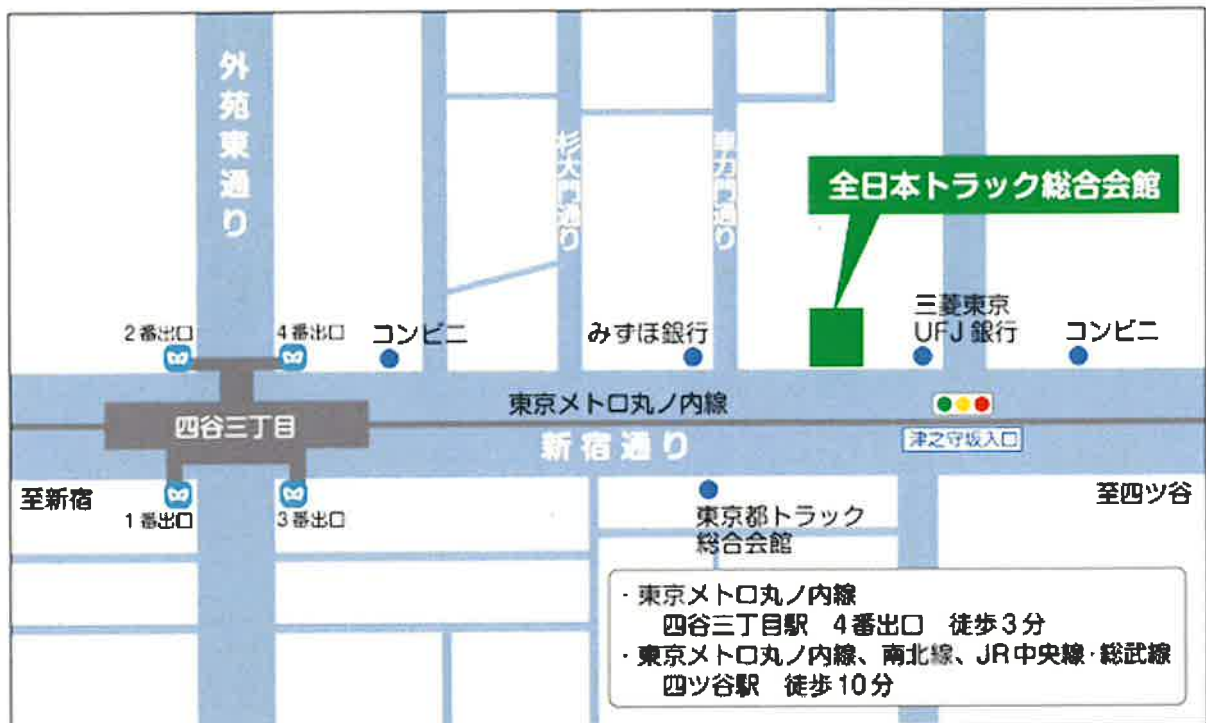 外苑東通り
杉大門通り
車力門通り
全日本トラック総合会館
2番出口
4番出口
コンビニ
みずほ銀行
三菱東京
UFJ銀行
コンビニ
東京メトロ丸ノ内線
四谷三丁目
新宿通り
津之守坂入口
至新宿
至四ツ谷
1番出口
3番出口
東京都トラック
総合会館
・東京メトロ丸ノ内線
四谷三丁目駅 4番出口 徒歩3分
・東京メトロ丸ノ内線、南北線、JR中央線・総武線
四ツ谷駅 徒歩10分